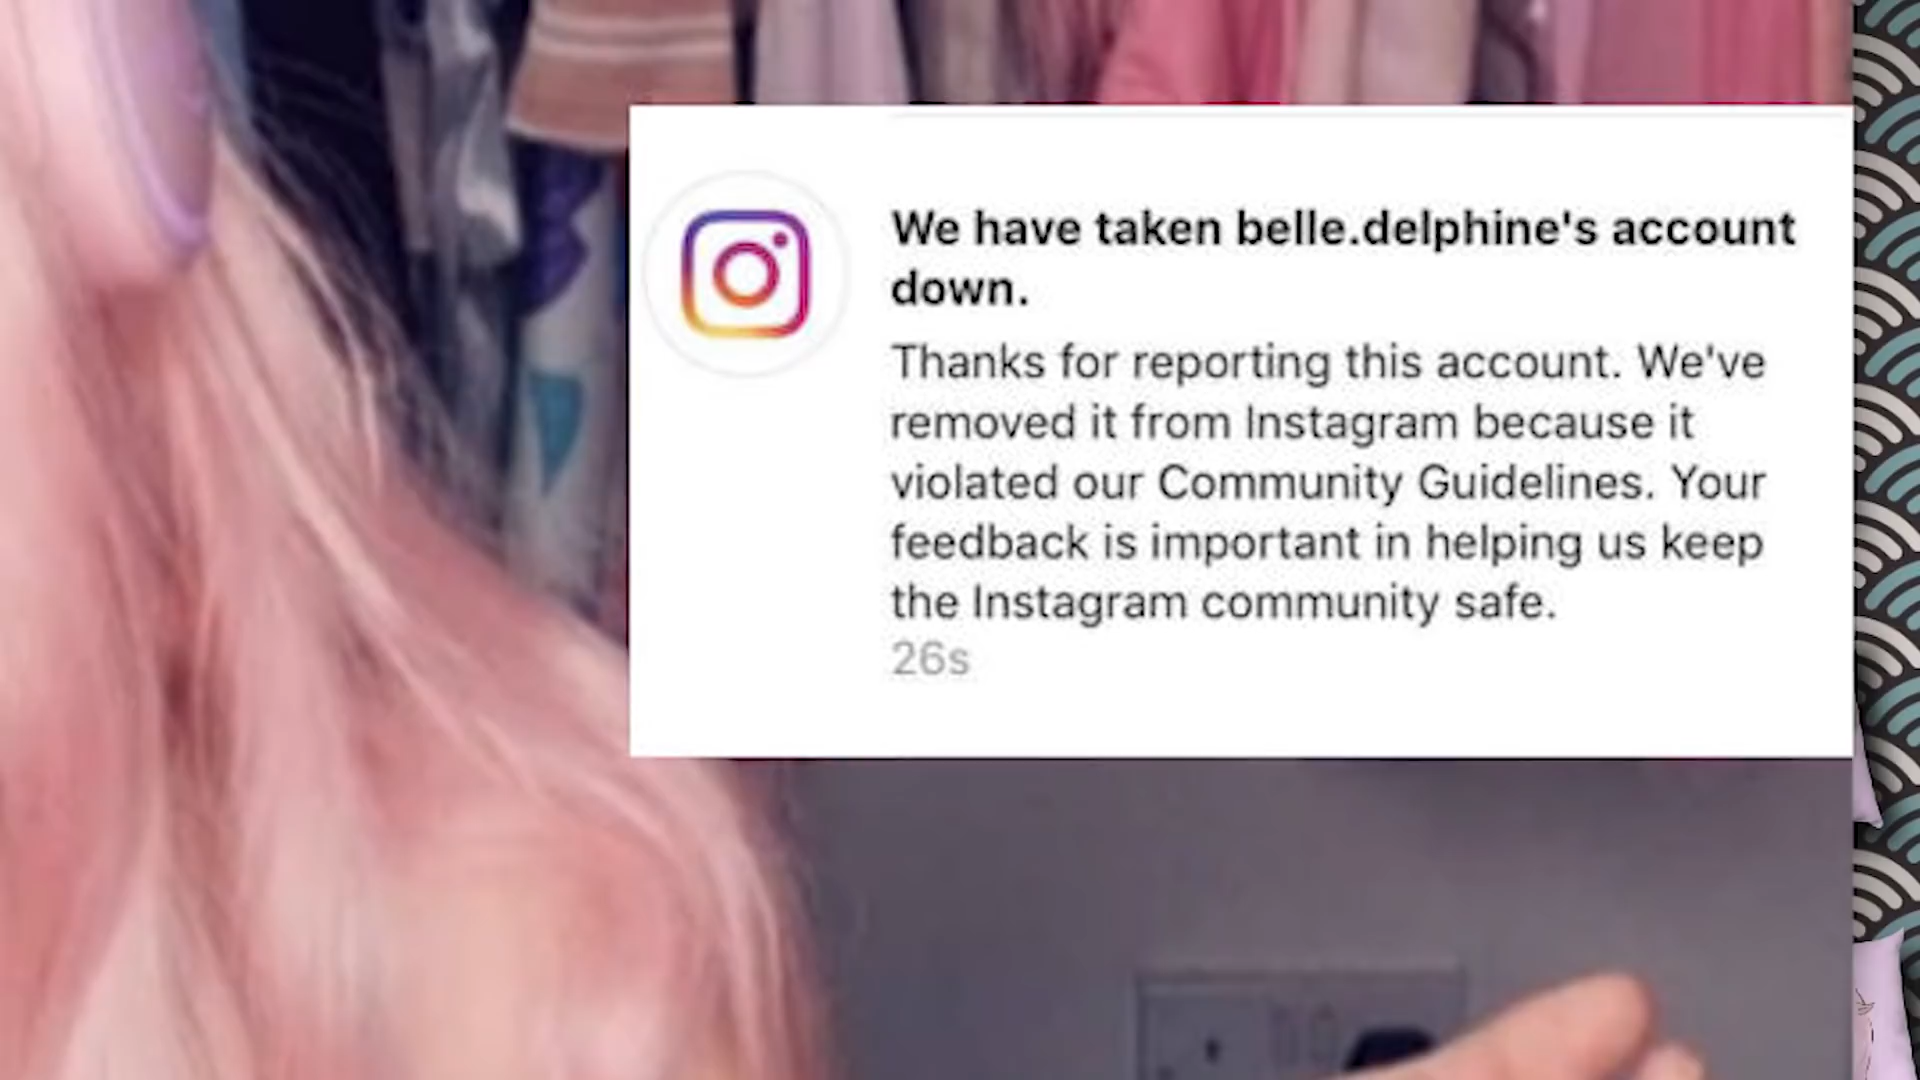 We have taken belle.delphine's account
down.
Thanks for reporting this account. We've
removed it from Instagram because it
violated our Community Guidelines. Your
feedback is important in helping us keep
the Instagram community safe.
26s